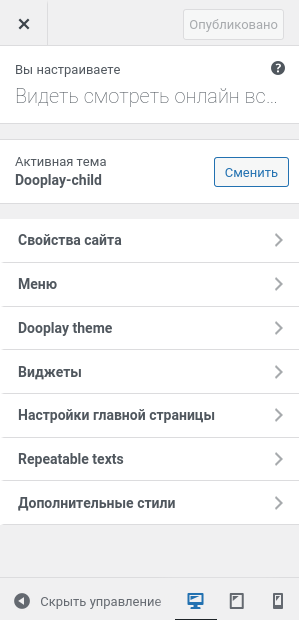 Опубликовано
Вы настраиваете
Видеть смотреть онлайн вс...
Активная тема
Dooplay-child
Сменить
Свойства сайта
Меню
Dooplay theme
Виджеты
Настройки главной страницы
Repeatable texts
Дополнительные стили
Скрыть управление